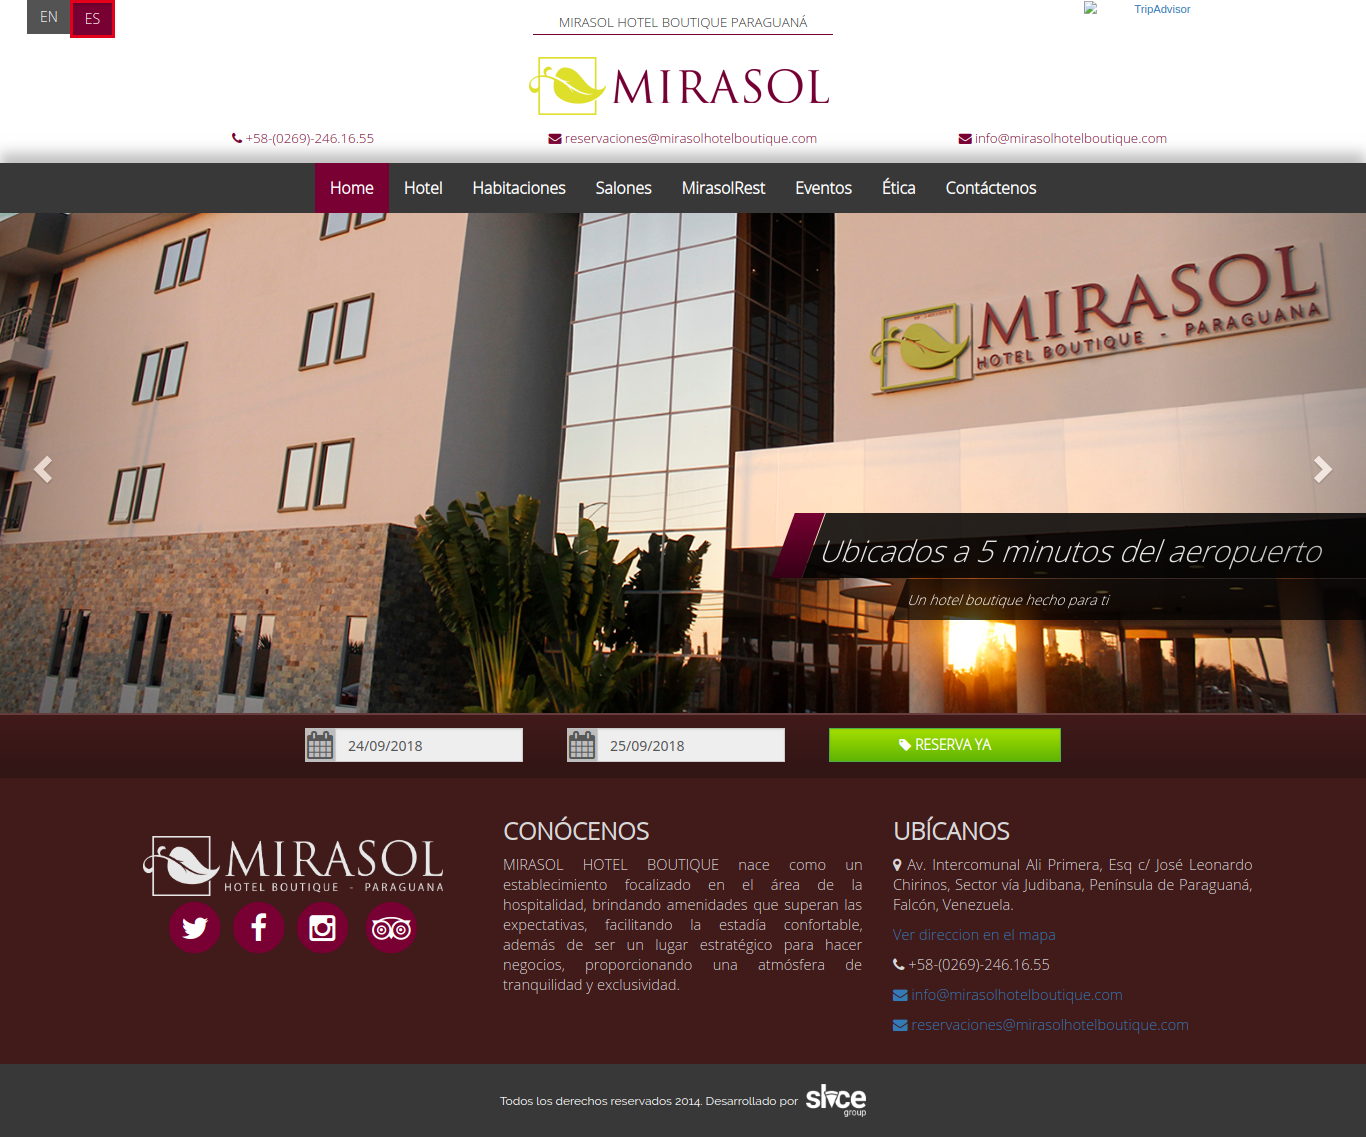 EN
ES
MIRASOL HOTEL BOUTIQUE PARAGUANÁ
TripAdvisor
MIRASOL
+58-(0269)-246.16.55
reservaciones@mirasolhotelboutique.com
info@mirasolhotelboutique.com
Home
Hotel
Habitaciones
Salones
MirasolRest
Eventos
Ética
Contáctenos
MIRASOL
HOTEL BOUTIQUE - PARAGUANA
Ubicados a 5 minutos del aeropuerto
Un hotel boutique hecho para ti
24/09/2018
25/09/2018
RESERVA YA
MIRASOL
HOTEL BOUTIQUE - PARAGUANA
CONÓCENOS
MIRASOL HOTEL BOUTIQUE nace como un
establecimiento focalizado en el área de la
hospitalidad, brindando amenidades que superan las
expectativas, facilitando la estadía confortable,
además de ser un lugar estratégico para hacer
negocios, proporcionando una atmósfera de
tranquilidad y exclusividad.
UBÍCANOS
Av. Intercomunal Ali Primera, Esq c/ José Leonardo
Chirinos, Sector vía Judibana, Península de Paraguaná,
Falcón, Venezuela.
Ver direccion en el mapa
+58-(0269)-246.16.55
info@mirasolhotelboutique.com
reservaciones@mirasolhotelboutique.com
Todos los derechos reservados 2014. Desarrollado por
slvce
group